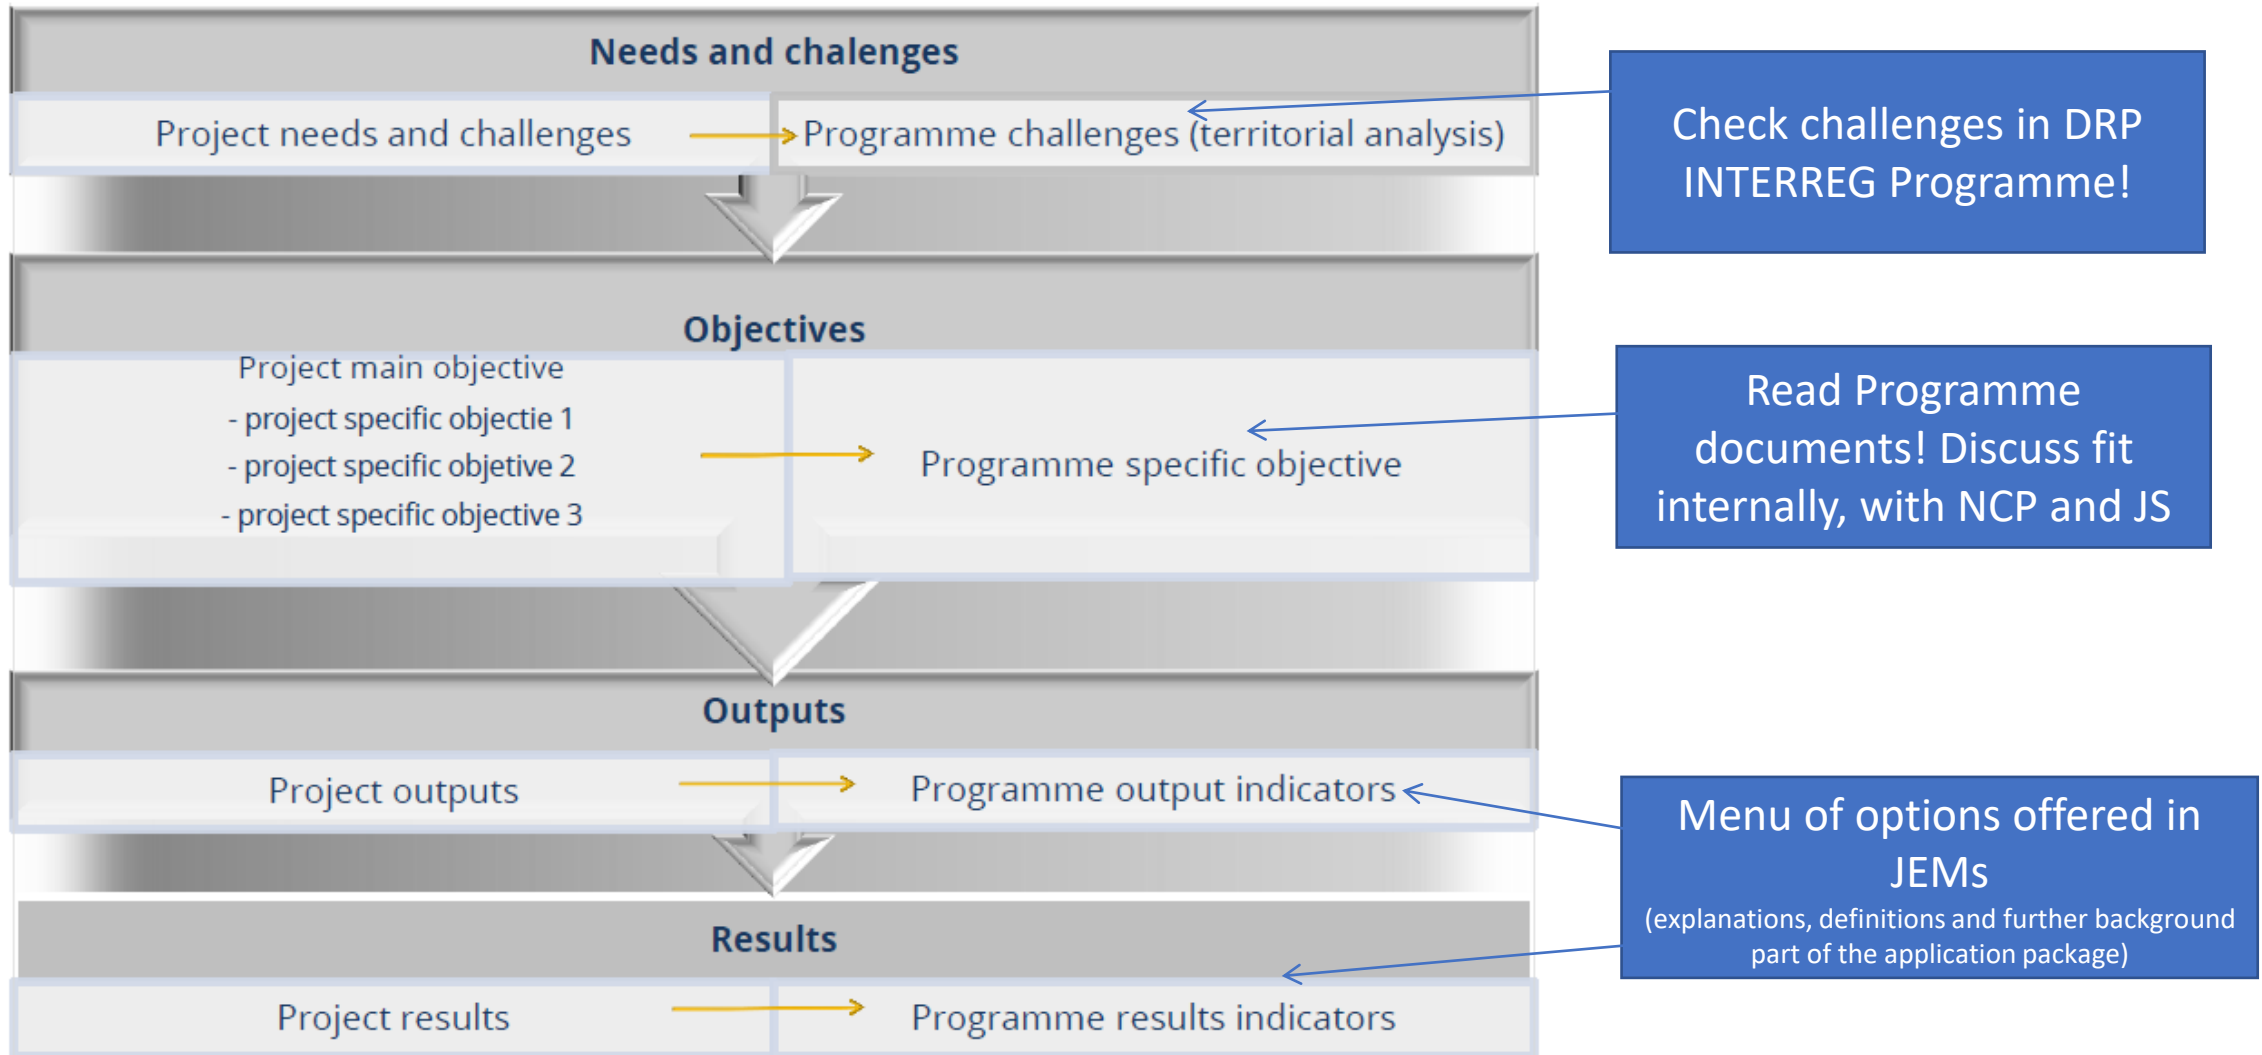 Needs and chalenges
Project needs and challenges
Programme challenges (territorial analysis)
Check challenges in DRP
INTERREG Programme!
Objectives
Project main objective
- project specific objectie 1
- project specific objetive 2
- project specific objective 3
Programme specific objective
Read Programme
documents! Discuss fit
internally, with NCP and JS
Outputs
Project outputs
Programme output indicators
Menu of options offered in
JEMs
(explanations, definitions and further background
part of the application package)
Results
Project results
Programme results indicators